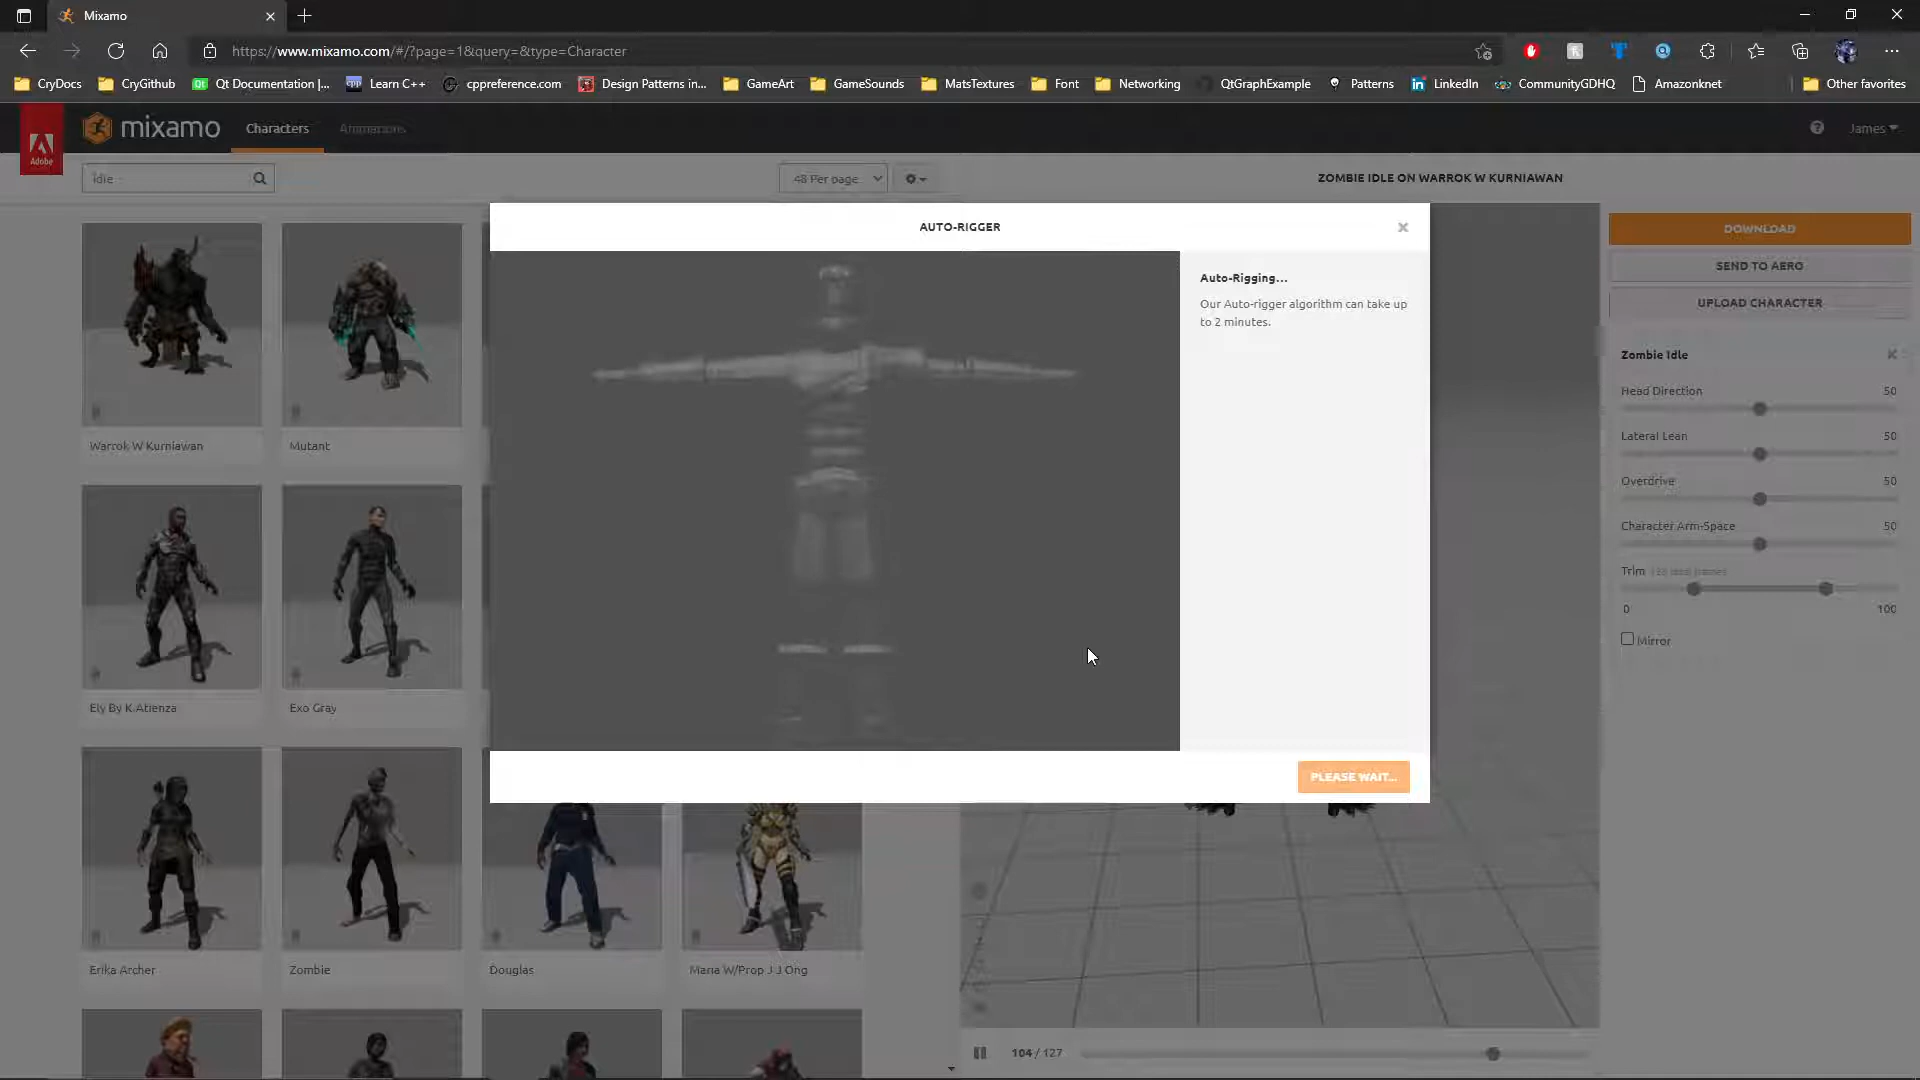 Mixamo
https://www.mixamo.com/#/?page=1&query=&type=Character
CryDocs CryGithub Qt Documentation |... Learn C++ cppreference.com Design Patterns in... GameArt GameSounds MatsTextures Font Networking QtGraphExample Patterns LinkedIn CommunityGDHQ Amazonknet Other favorites
Adobe mixamo Characters Animations James
Idle 48 Per page ZOMBIE IDLE ON WARROK W KURNIAWAN
AUTO-RIGGER
Auto-Rigging...
Our Auto-rigger algorithm can take up
to 2 minutes.
PLEASE WAIT...
DOWNLOAD
SEND TO AERO
UPLOAD CHARACTER
Zombie Idle
Head Direction 50
Lateral Lean 50
Overdrive 50
Character Arm-Space 50
Trim total frames
0 100
Mirror
Warrok W Kurniawan Mutant
Ely By K.Atienza Exo Gray
Erika Archer Zombie Douglas Maria W/Prop J J Ong
104 / 127